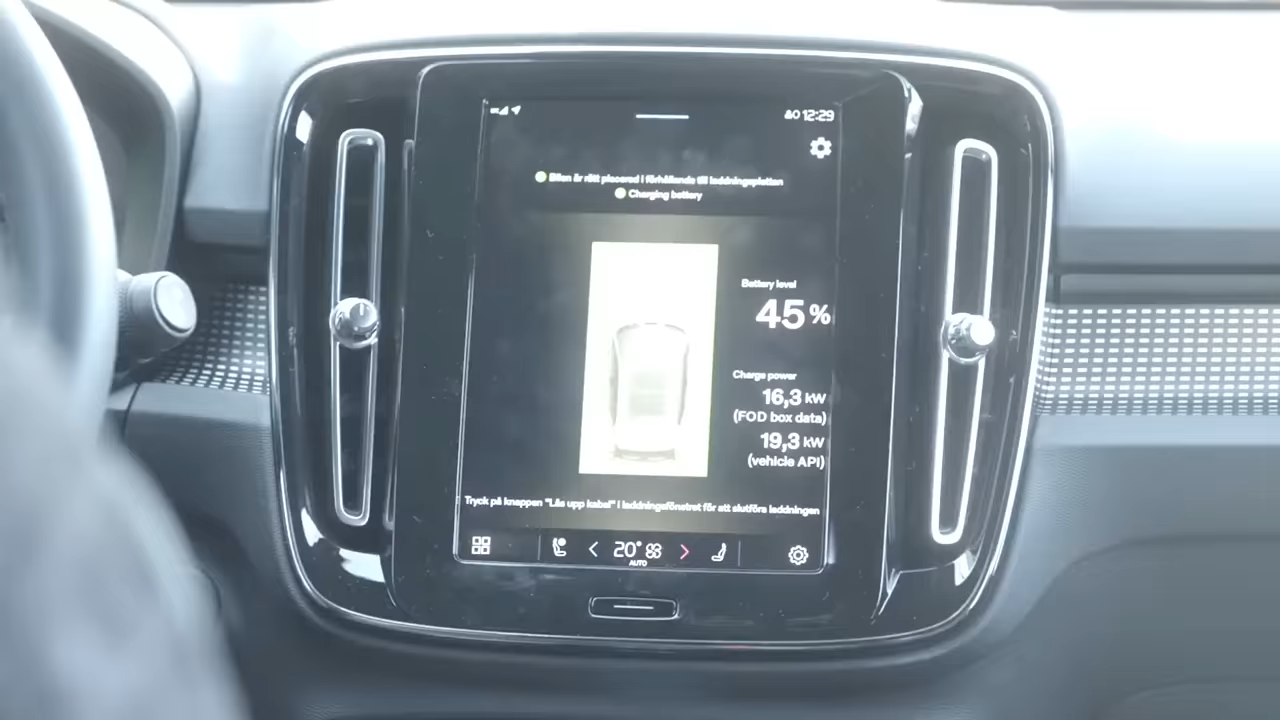 12:29
Bilen är rätt placerad i förhållande till laddningsplattan
Charging battery
Battery level
45 %
Charge power
16,3 kW
(FOD box data)
19,3 kW
(vehicle API)
Tryck på knappen "Lås upp kabel" i laddningsfönstret för att slutföra laddningen
20°
AUTO